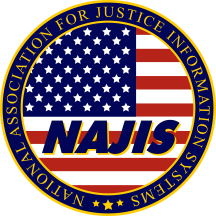 NATIONAL ASSOCIATION FOR JUSTICE INFORMATION SYSTEMS
NAJIS